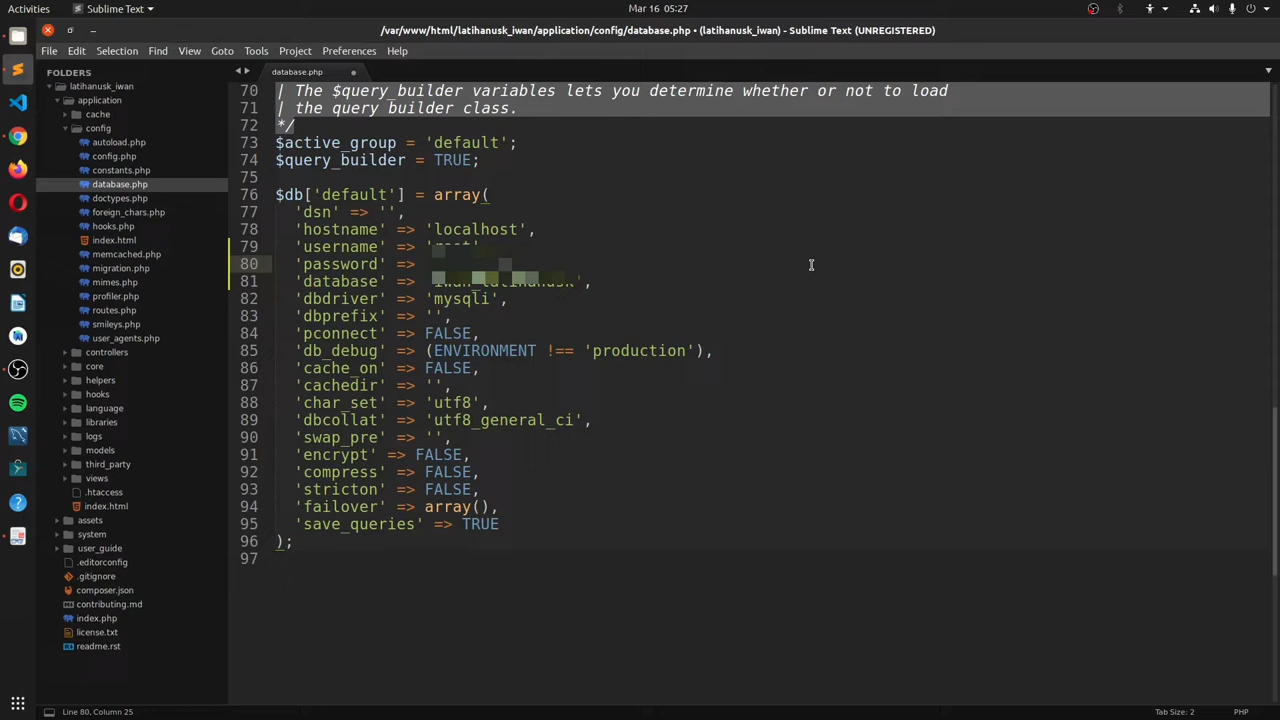 Activities
Sublime Text
Mar 16 05:27
/var/www/html/latihanusk_iwan/application/config/database.php • (latihanusk_iwan) - Sublime Text (UNREGISTERED)
File Edit Selection Find View Goto Tools Project Preferences Help
FOLDERS
latihanusk_iwan
application
cache
config
autoload.php
config.php
constants.php
database.php
doctypes.php
foreign_chars.php
hooks.php
index.html
memcached.php
migration.php
mimes.php
profiler.php
routes.php
smileys.php
user_agents.php
controllers
core
helpers
hooks
language
libraries
logs
models
third_party
views
.htaccess
index.html
assets
system
user_guide
.editorconfig
.gitignore
composer.json
contributing.md
index.php
license.txt
readme.rst
database.php
70 | The $query_builder variables lets you determine whether or not to load
71 | the query builder class.
72 */
73 $active_group = 'default';
74 $query_builder = TRUE;
75
76 $db['default'] = array(
77 'dsn' => '',
78 'hostname' => 'localhost',
79 'username' =>
80 'password' =>
81 'database' => ',
82 'dbdriver' => 'mysqli',
83 'dbprefix' => '',
84 'pconnect' => FALSE,
85 'db_debug' => (ENVIRONMENT !== 'production'),
86 'cache_on' => FALSE,
87 'cachedir' => '',
88 'char_set' => 'utf8',
89 'dbcollat' => 'utf8_general_ci',
90 'swap_pre' => '',
91 'encrypt' => FALSE,
92 'compress' => FALSE,
93 'stricton' => FALSE,
94 'failover' => array(),
95 'save_queries' => TRUE
96 );
97
Line 80, Column 25
Tab Size: 2
PHP